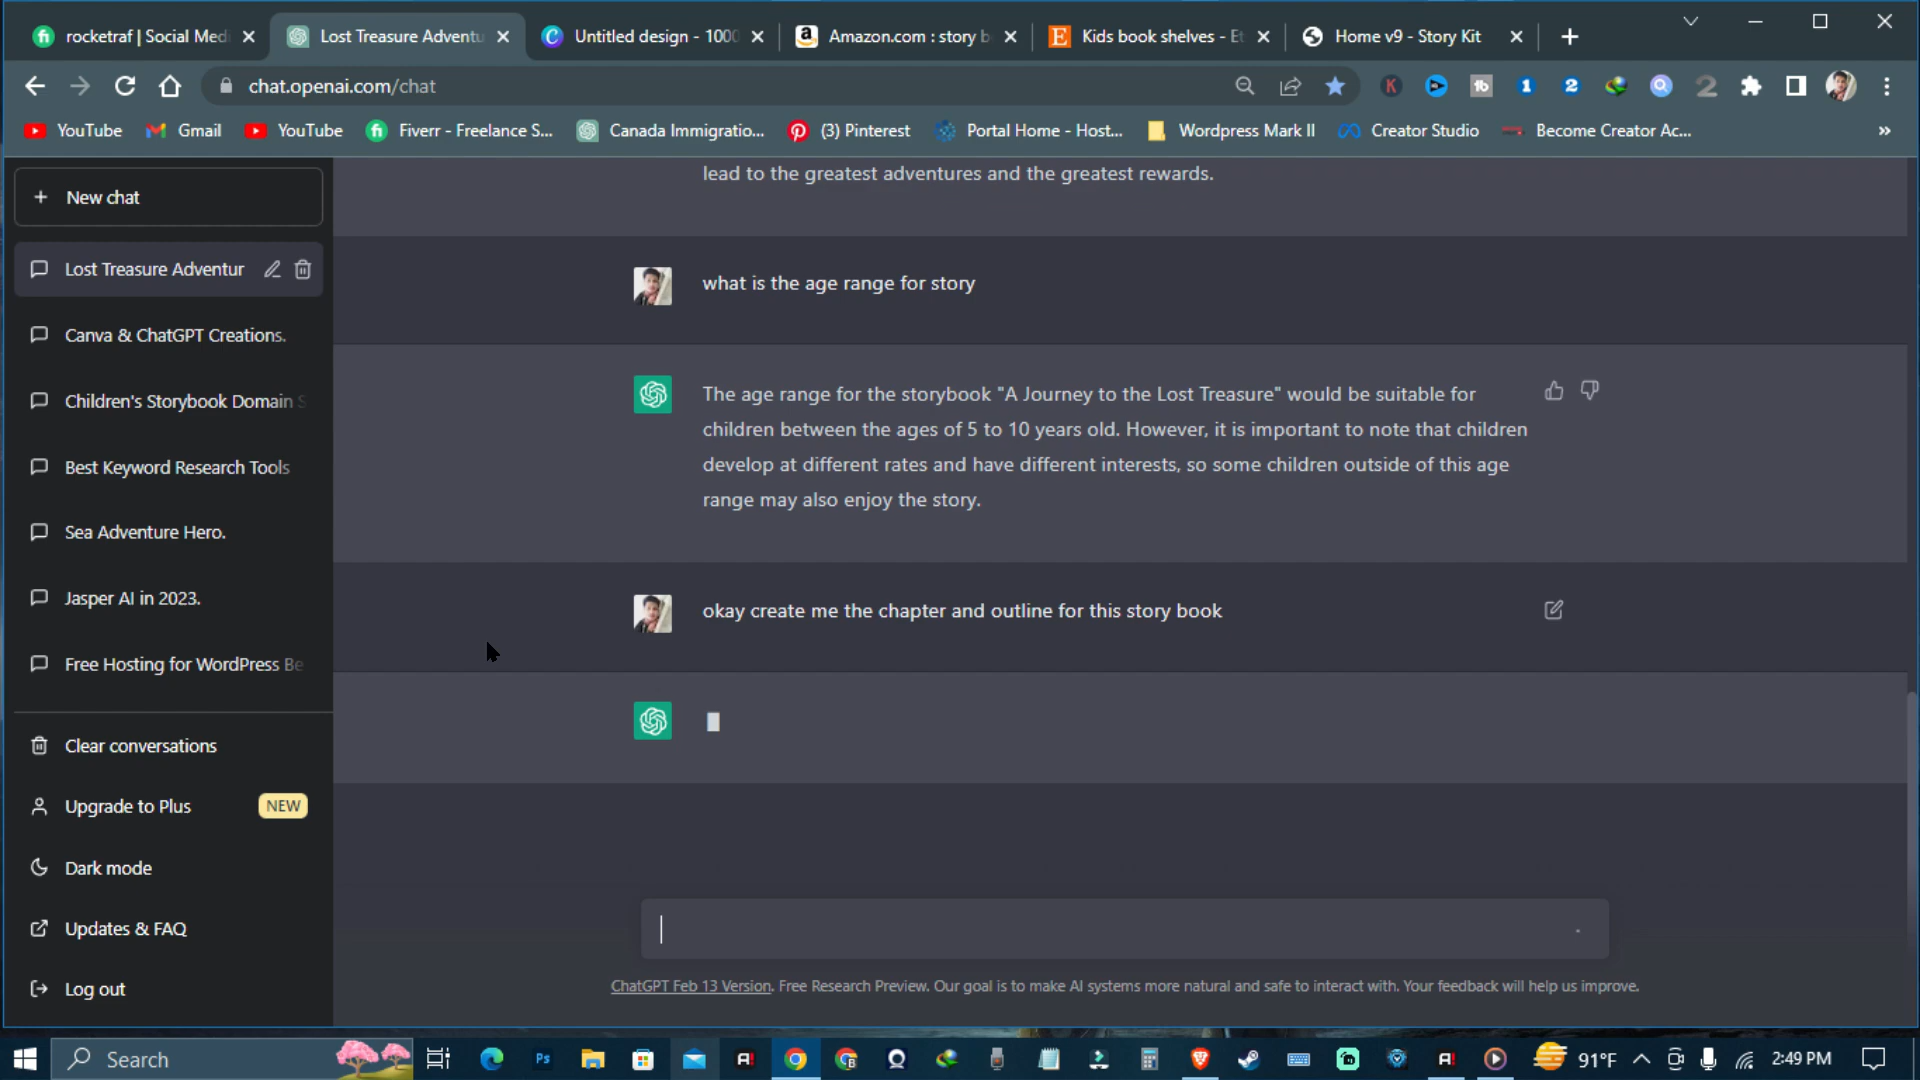 rocketraf | Social Medi
Lost Treasure Adventu
Untitled design - 1000
Amazon.com : story b
Kids book shelves - Et
Home v9 - Story Kit
chat.openai.com/chat
YouTube
Gmail
YouTube
Fiverr - Freelance S...
Canada Immigratio...
(3) Pinterest
Portal Home - Host...
Wordpress Mark II
Creator Studio
Become Creator Ac...
»
New chat
Lost Treasure Adventur
Canva & ChatGPT Creations.
Children's Storybook Domain S
Best Keyword Research Tools
Sea Adventure Hero.
Jasper AI in 2023.
Free Hosting for WordPress Be
Clear conversations
Upgrade to Plus NEW
Dark mode
Updates & FAQ
Log out
lead to the greatest adventures and the greatest rewards.
what is the age range for story
The age range for the storybook "A Journey to the Lost Treasure" would be suitable for
children between the ages of 5 to 10 years old. However, it is important to note that children
develop at different rates and have different interests, so some children outside of this age
range may also enjoy the story.
okay create me the chapter and outline for this story book
ChatGPT Feb 13 Version. Free Research Preview. Our goal is to make AI systems more natural and safe to interact with. Your feedback will help us improve.
Search
91°F
2:49 PM